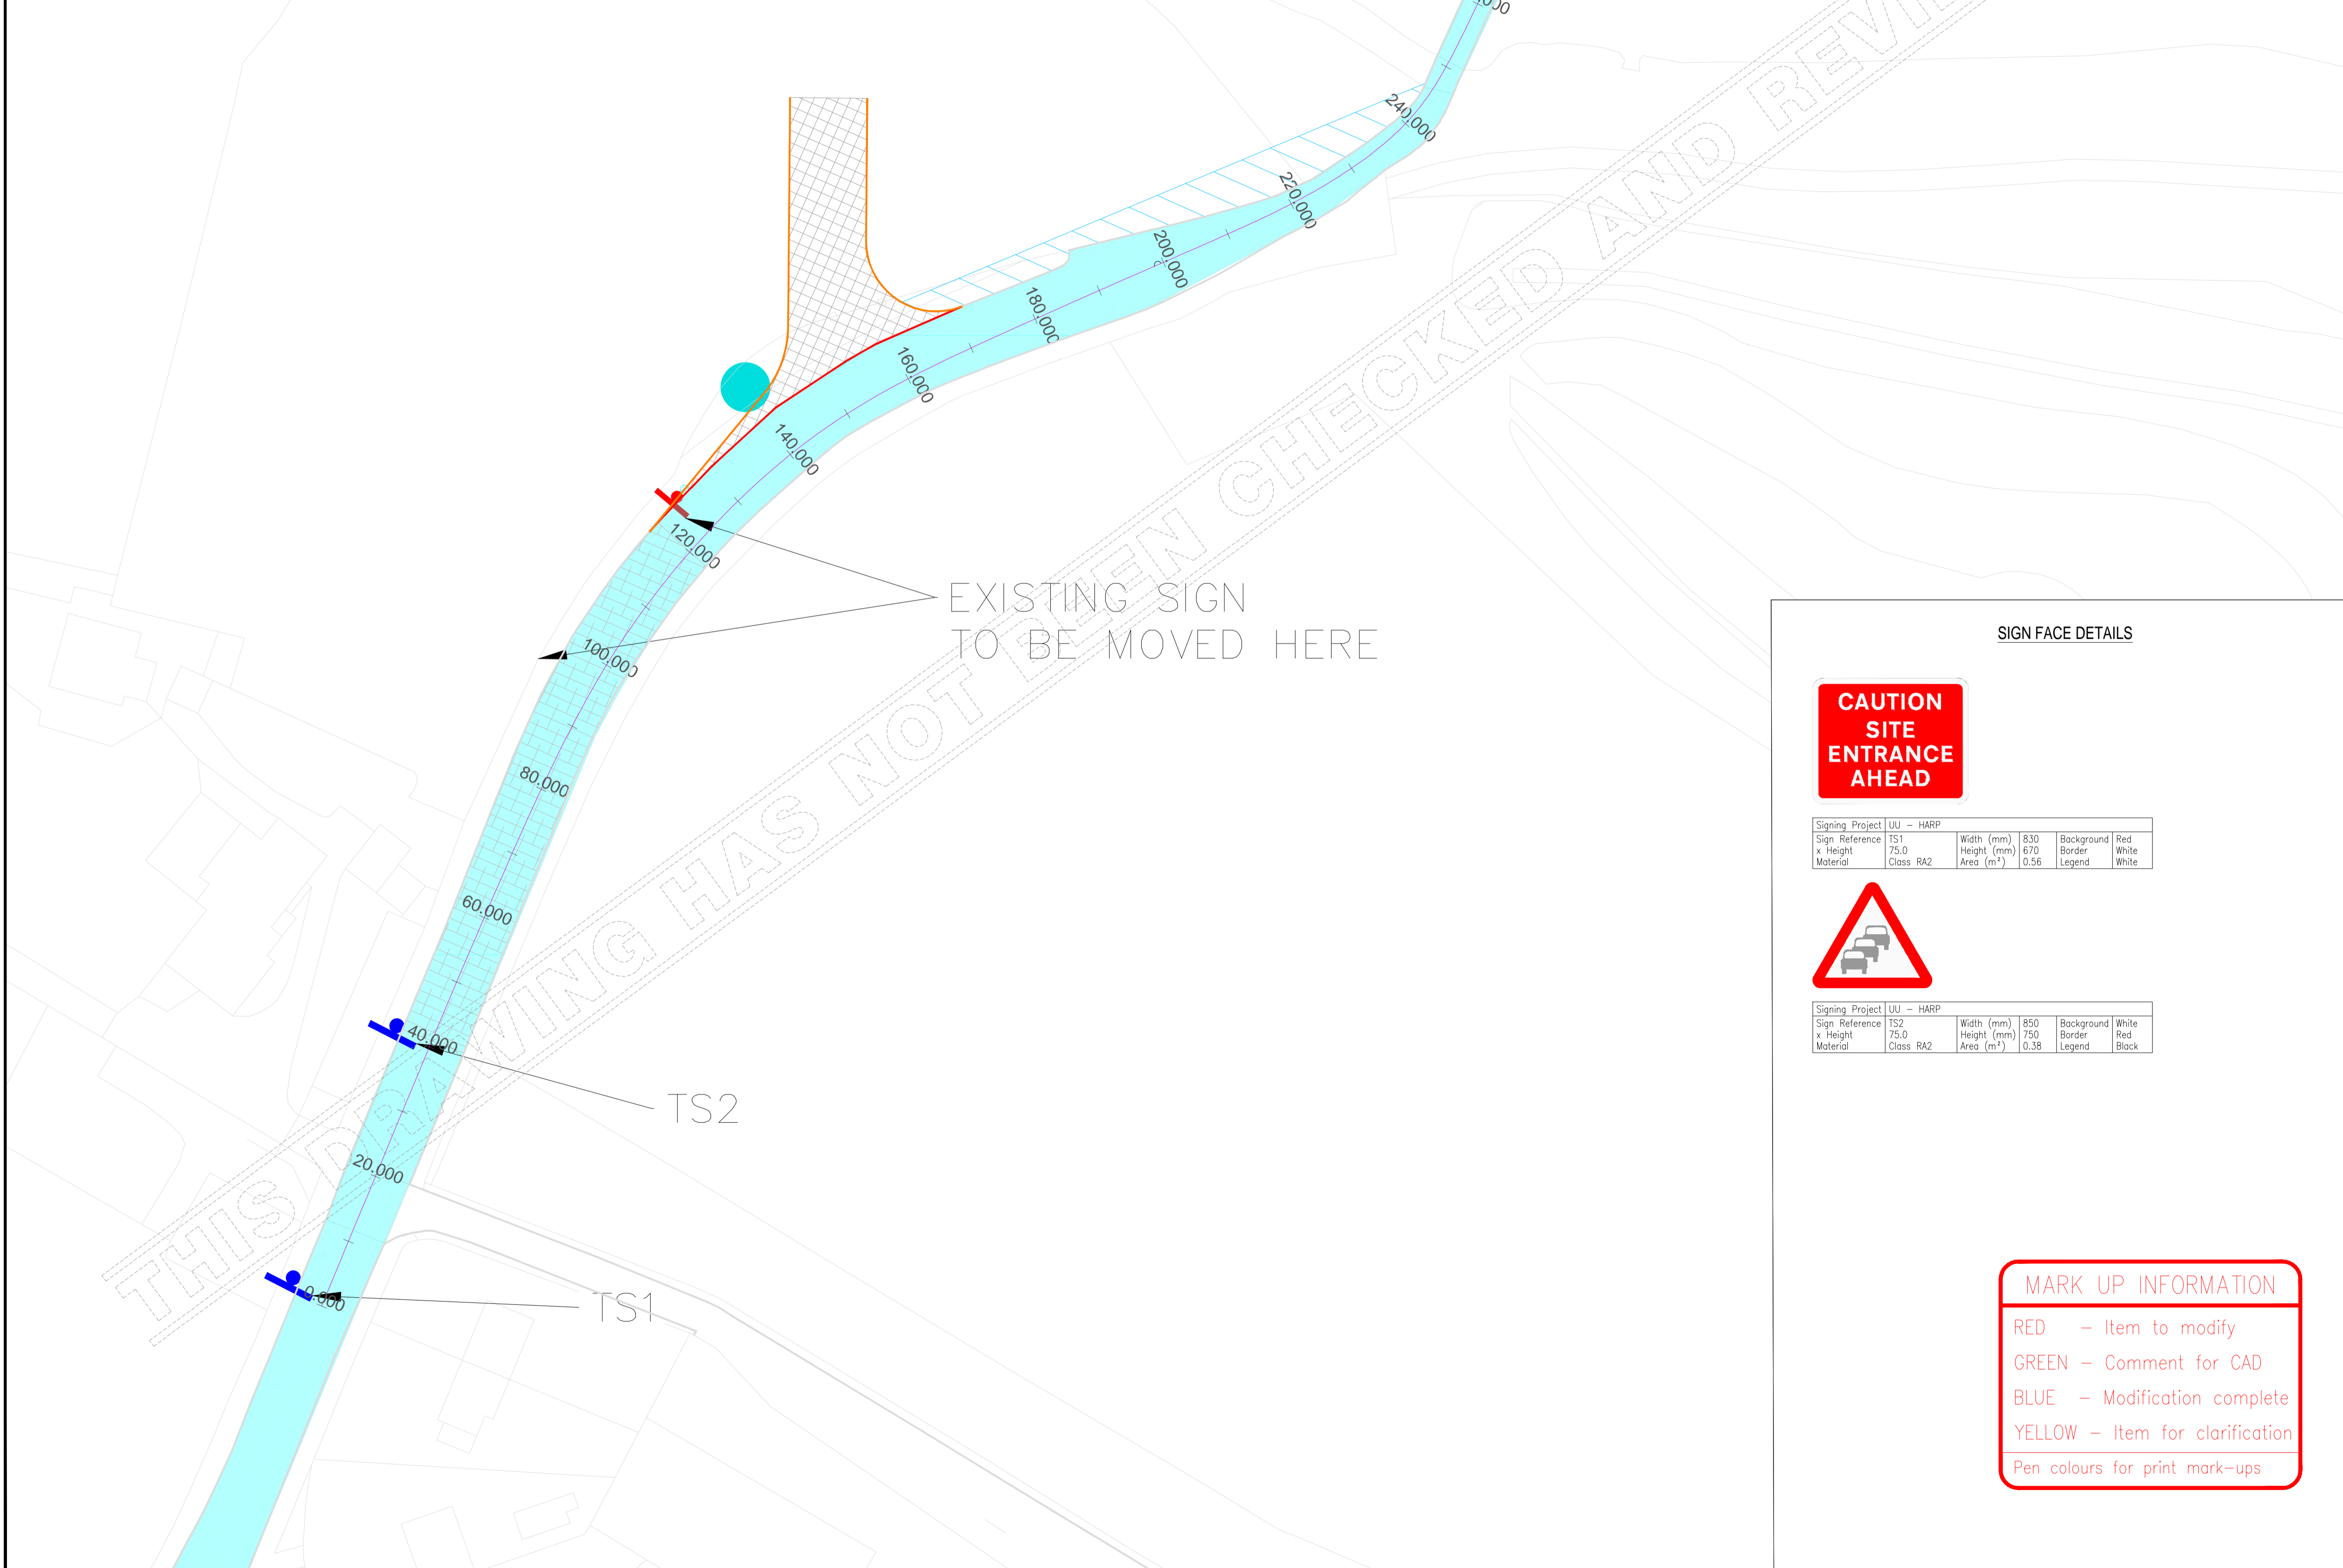 240.000
220.000
200.000
180.000
160.000
140.000
120.000
EXISTING SIGN
TO BE MOVED HERE
100.000
80.000
60.000
40.000
TS2
20.000
0.000
TS1
THIS DRAWING HAS NOT BEEN CHECKED AND
SIGN FACE DETAILS
CAUTION
SITE
ENTRANCE
AHEAD
Signing Project UU - HARP
Sign Reference TS1 Width (mm) 830 Background Red
x Height 75.0 Height (mm) 670 Border White
Material Class RA2 Area (m²) 0.56 Legend White
Signing Project UU - HARP
Sign Reference TS2 Width (mm) 850 Background White
x Height 75.0 Height (mm) 750 Border Red
Material Class RA2 Area (m²) 0.38 Legend Black
MARK UP INFORMATION
RED - Item to modify
GREEN - Comment for CAD
BLUE - Modification complete
YELLOW - Item for clarification
Pen colours for print mark-ups